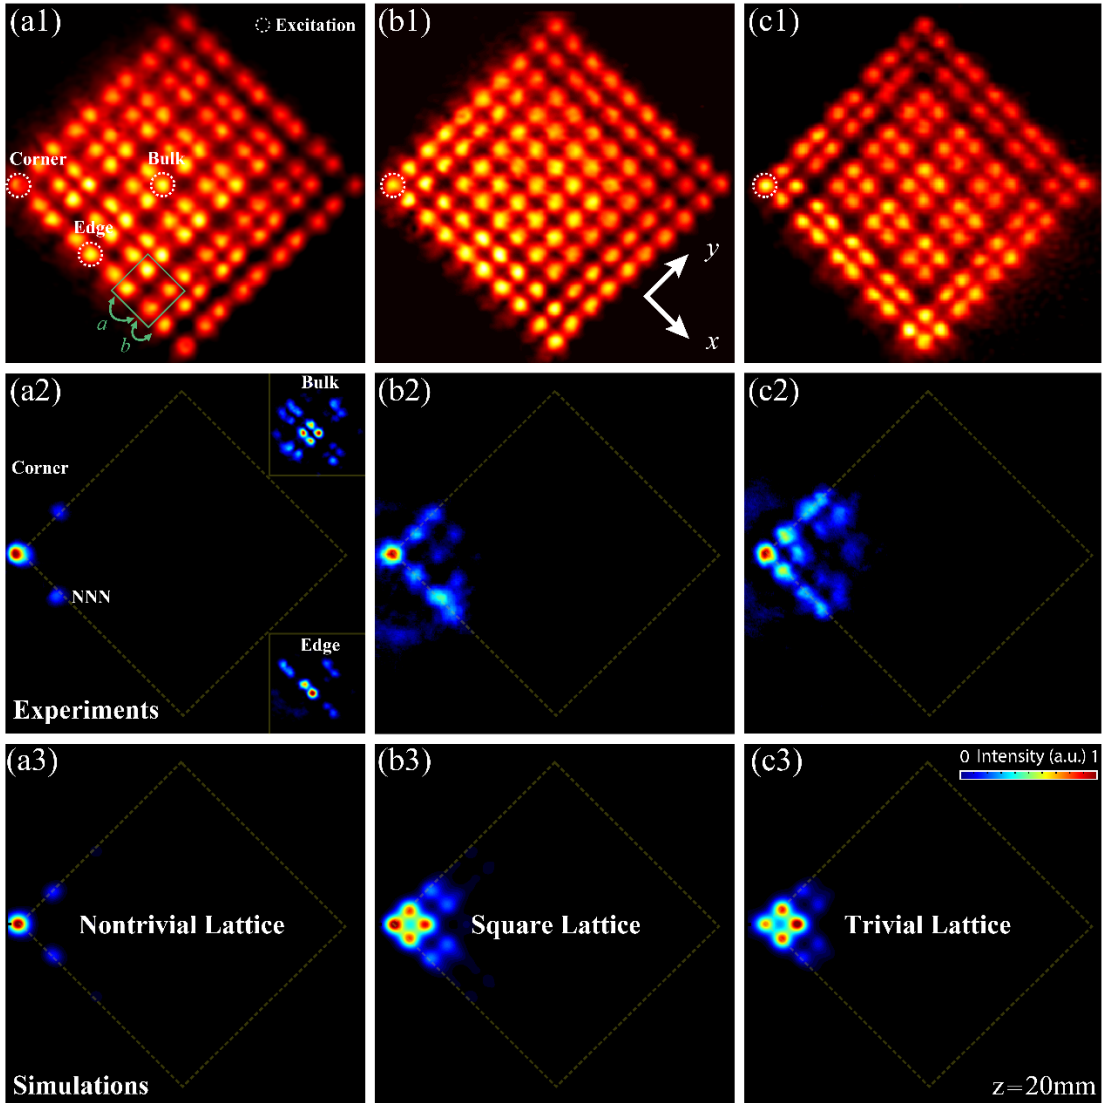 (a1)
Excitation
Corner
Bulk
Edge
a
b
(b1)
y
x
(c1)
(a2)
Bulk
Corner
NNN
Edge
Experiments
(b2)
(c2)
(a3)
Nontrivial Lattice
Simulations
(b3)
Square Lattice
(c3)
0 Intensity (a.u.) 1
Trivial Lattice
z=20mm